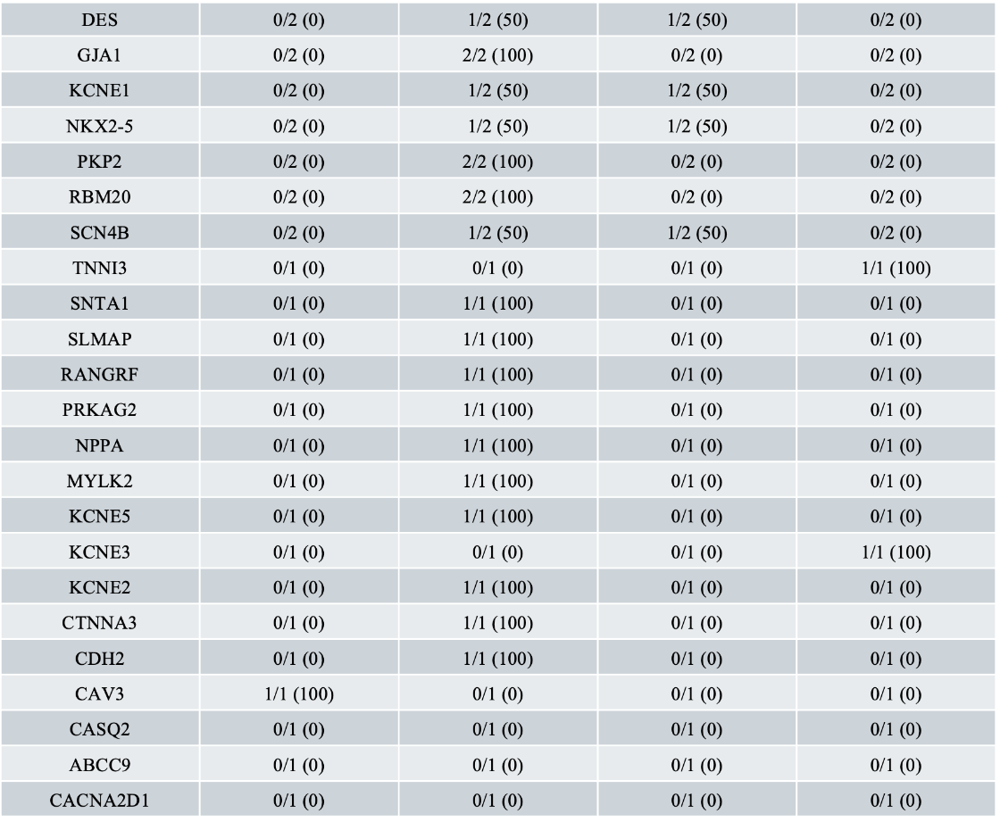 DES 0/2 (0) 1/2 (50) 1/2 (50) 0/2 (0)
GJA1 0/2 (0) 2/2 (100) 0/2 (0) 0/2 (0)
KCNE1 0/2 (0) 1/2 (50) 1/2 (50) 0/2 (0)
NKX2-5 0/2 (0) 1/2 (50) 1/2 (50) 0/2 (0)
PKP2 0/2 (0) 2/2 (100) 0/2 (0) 0/2 (0)
RBM20 0/2 (0) 2/2 (100) 0/2 (0) 0/2 (0)
SCN4B 0/2 (0) 1/2 (50) 1/2 (50) 0/2 (0)
TNNI3 0/1 (0) 0/1 (0) 0/1 (0) 1/1 (100)
SNTA1 0/1 (0) 1/1 (100) 0/1 (0) 0/1 (0)
SLMAP 0/1 (0) 1/1 (100) 0/1 (0) 0/1 (0)
RANGRF 0/1 (0) 1/1 (100) 0/1 (0) 0/1 (0)
PRKAG2 0/1 (0) 1/1 (100) 0/1 (0) 0/1 (0)
NPPA 0/1 (0) 1/1 (100) 0/1 (0) 0/1 (0)
MYLK2 0/1 (0) 1/1 (100) 0/1 (0) 0/1 (0)
KCNE5 0/1 (0) 1/1 (100) 0/1 (0) 0/1 (0)
KCNE3 0/1 (0) 0/1 (0) 0/1 (0) 1/1 (100)
KCNE2 0/1 (0) 1/1 (100) 0/1 (0) 0/1 (0)
CTNNA3 0/1 (0) 1/1 (100) 0/1 (0) 0/1 (0)
CDH2 0/1 (0) 1/1 (100) 0/1 (0) 0/1 (0)
CAV3 1/1 (100) 0/1 (0) 0/1 (0) 0/1 (0)
CASQ2 0/1 (0) 0/1 (0) 0/1 (0) 0/1 (0)
ABCC9 0/1 (0) 0/1 (0) 0/1 (0) 0/1 (0)
CACNA2D1 0/1 (0) 0/1 (0) 0/1 (0) 0/1 (0)